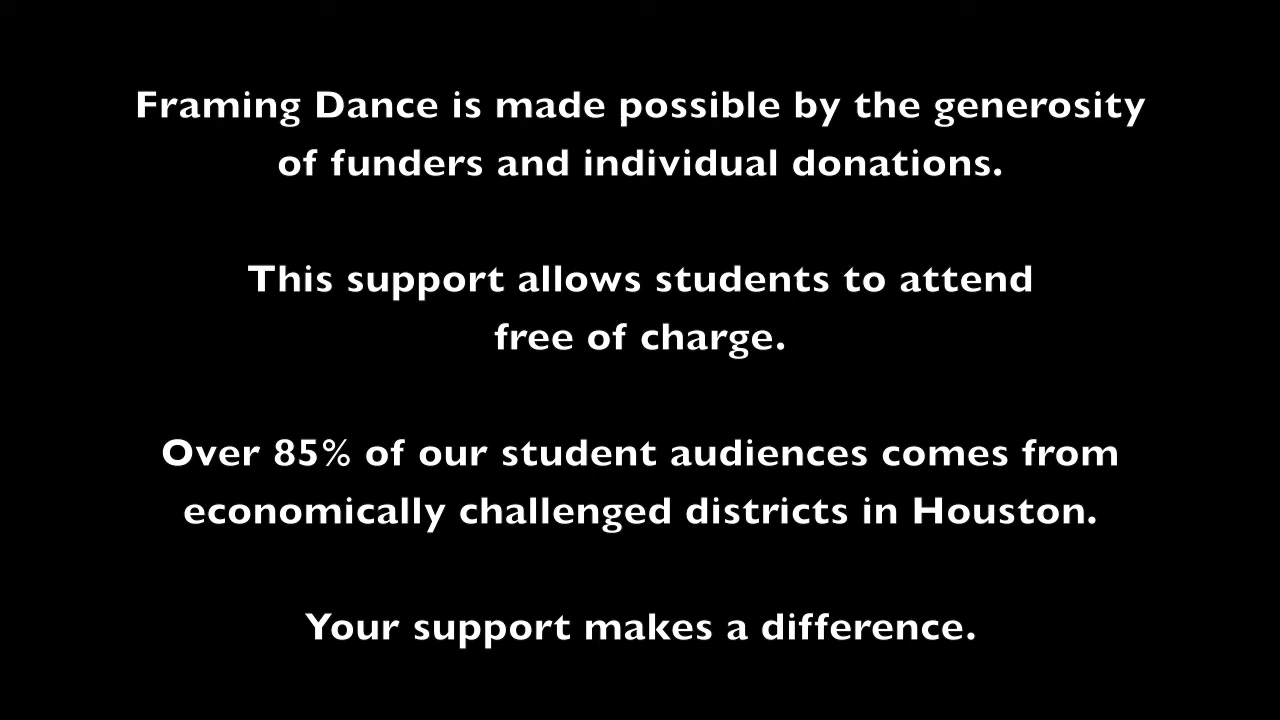 Framing Dance is made possible by the generosity
of funders and individual donations.
This support allows students to attend
free of charge.
Over 85% of our student audiences comes from
economically challenged districts in Houston.
Your support makes a difference.